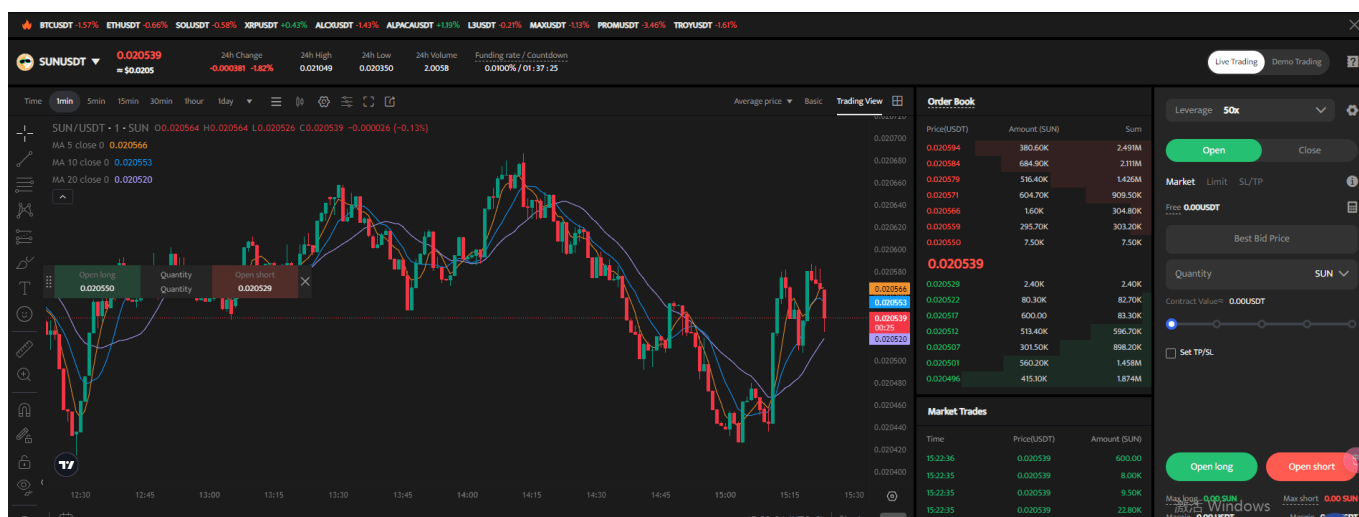 BTCUSDT -1.57% ETHUSDT -0.66% SOLUSDT -0.58% XRPUSDT +0.43% ALCXUSDT -1.43% ALPACAUSDT +1.19% L3USDT -0.21% MAXUSDT -1.13% PROMUSDT -3.46% TROYUSDT -1.61%
SUNUSDT
0.020539
≈ $0.0205
24h Change
-0.000381 -1.82%
24h High
0.021049
24h Low
0.020350
24h Volume
2.005B
Funding rate / Countdown
0.0100% / 01 : 37 : 25
Live Trading Demo Trading
Time 1min 5min 15min 30min 1hour 1day
Average price Basic Trading View
SUN/USDT • 1 • SUN O0.020564 H0.020564 L0.020526 C0.020539 -0.000026 (-0.13%)
MA 5 close 0 0.020566
MA 10 close 0 0.020553
MA 20 close 0 0.020520
Open long
0.020550
Quantity
Quantity
Open short
0.020529
0.020720
0.020700
0.020680
0.020660
0.020640
0.020620
0.020600
0.020580
0.020566
0.020553
0.020539
00:25
0.020520
0.020500
0.020480
0.020460
0.020440
0.020420
0.020400
12:30 12:45 13:00 13:15 13:30 13:45 14:00 14:15 14:30 14:45 15:00 15:15 15:30
Order Book
Price(USDT) Amount (SUN) Sum
0.020594 380.60K 2.491M
0.020584 684.90K 2.111M
0.020579 516.40K 1.426M
0.020571 604.70K 909.50K
0.020566 1.60K 304.80K
0.020559 295.70K 303.20K
0.020550 7.50K 7.50K
0.020539
0.020529 2.40K 2.40K
0.020522 80.30K 82.70K
0.020517 600.00 83.30K
0.020512 513.40K 596.70K
0.020507 301.50K 898.20K
0.020501 560.20K 1.458M
0.020496 415.10K 1.874M
Market Trades
Time Price(USDT) Amount (SUN)
15:22:36 0.020539 600.00
15:22:35 0.020539 8.00K
15:22:35 0.020539 9.50K
15:22:35 0.020539 22.80K
Leverage 50x
Open Close
Market Limit SL/TP
Free 0.00USDT
Best Bid Price
Quantity SUN
Contract Value≈ 0.00USDT
Set TP/SL
Open long Open short
Max long 0.00 SUN Max short 0.00 SUN
激活 Windows